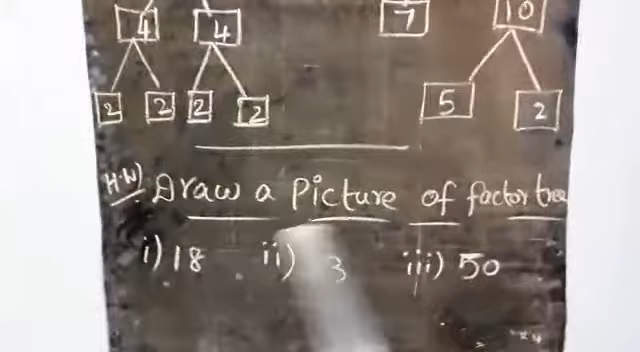 4 4 7 10
2 2 2 2 5 2
H.W) Draw a Picture of factor tree
i) 18 ii) 3 iii) 50